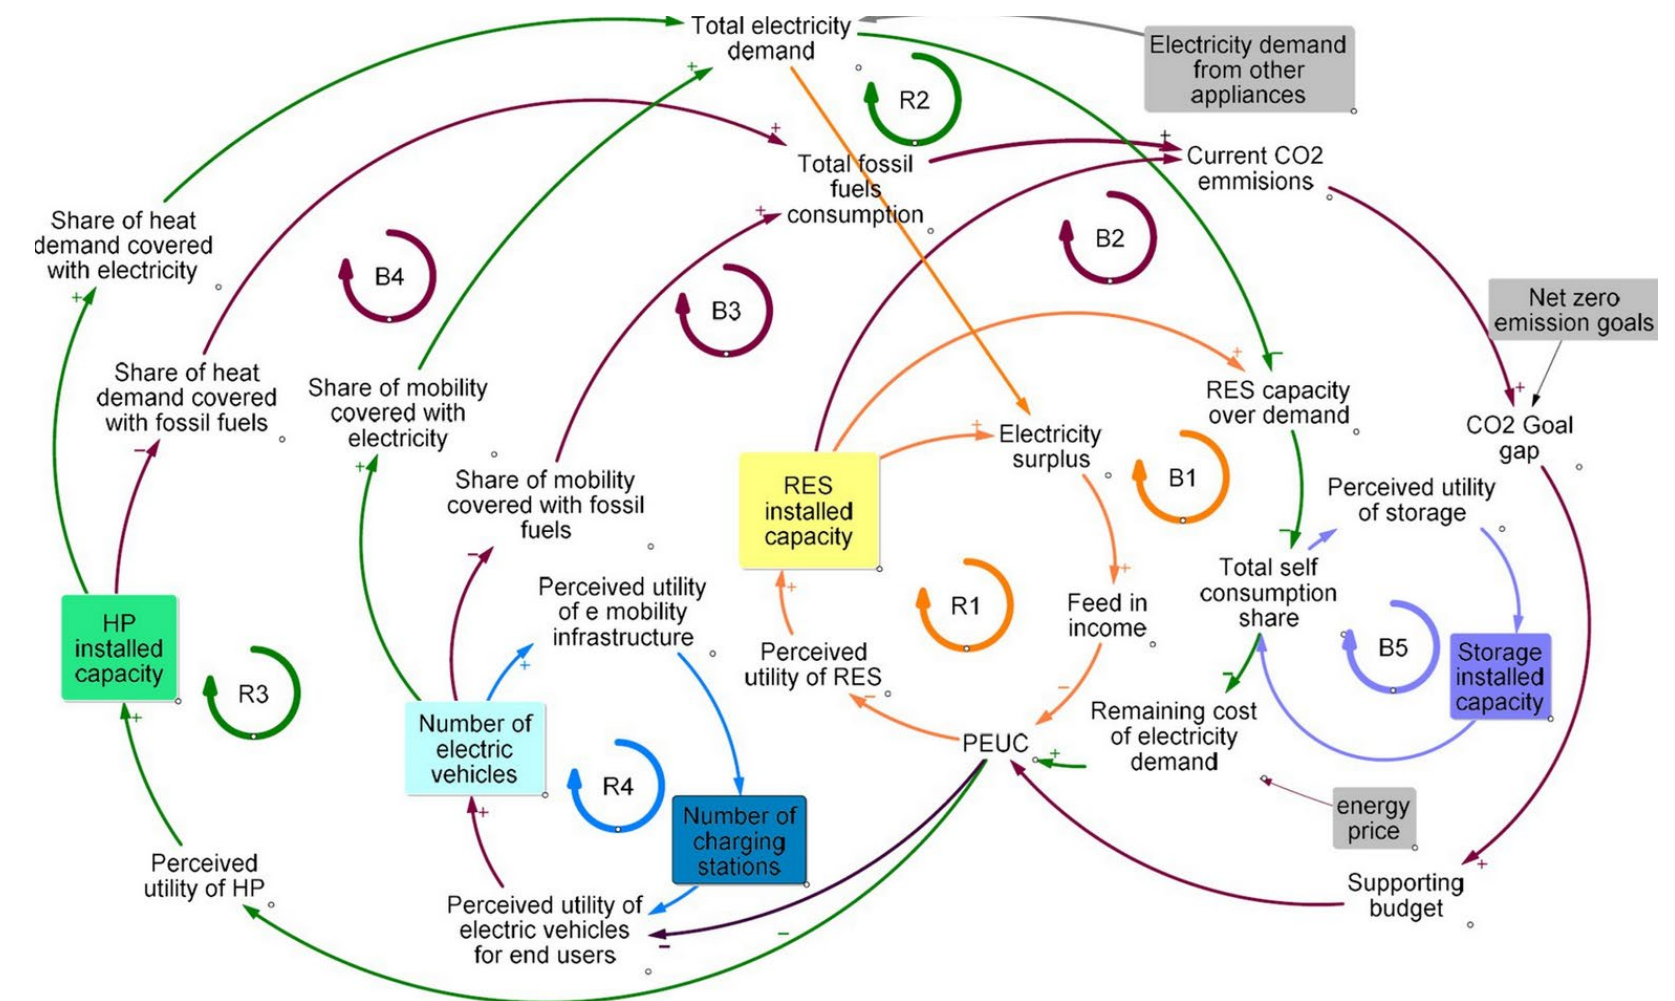 Total electricity
demand
Electricity demand
from other
appliances
R2
Total fossil
fuels
consumption
Current CO2
emmisions
Share of heat
demand covered
with electricity
B4
B3
B2
Net zero
emission goals
Share of heat
demand covered
with fossil fuels
Share of mobility
covered with
electricity
RES capacity
over demand
CO2 Goal
gap
Electricity
surplus
Share of mobility
covered with fossil
fuels
RES
installed
capacity
B1
Perceived utility
of storage
Perceived utility
of e mobility
infrastructure
R1
Feed in
income
Total self
consumption
share
HP
installed
capacity
R3
Perceived
utility of RES
B5
Storage
installed
capacity
Number of
electric
vehicles
R4
PEUC
Remaining cost
of electricity
demand
Number of
charging
stations
energy
price
Perceived
utility of HP
Perceived utility of
electric vehicles
for end users
Supporting
budget